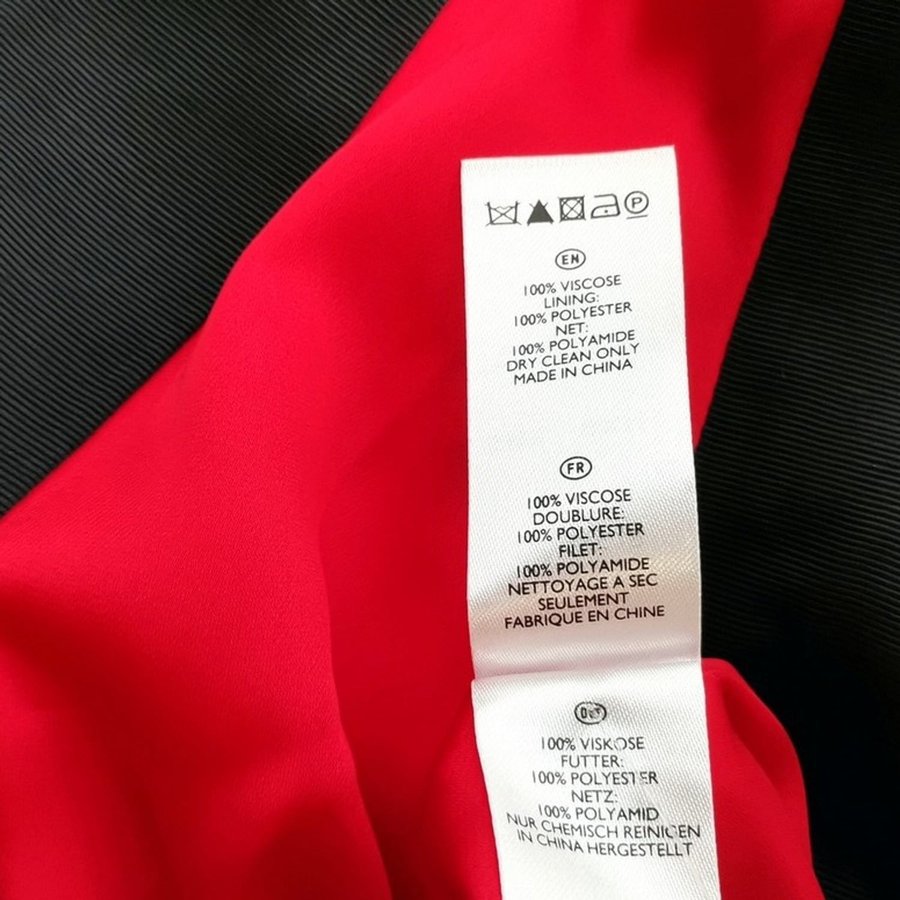 P
EN
100% VISCOSE
LINING:
100% POLYESTER
NET:
100% POLYAMIDE
DRY CLEAN ONLY
MADE IN CHINA
FR
100% VISCOSE
DOUBLURE:
100% POLYESTER
FILET:
100% POLYAMIDE
NETTOYAGE A SEC
SEULEMENT
FABRIQUE EN CHINE
100% VISKOSE
FUTTER:
100% POLYESTER
NETZ:
100% POLYAMID
NUR CHEMISCH REINIGEN
IN CHINA HERGESTELLT